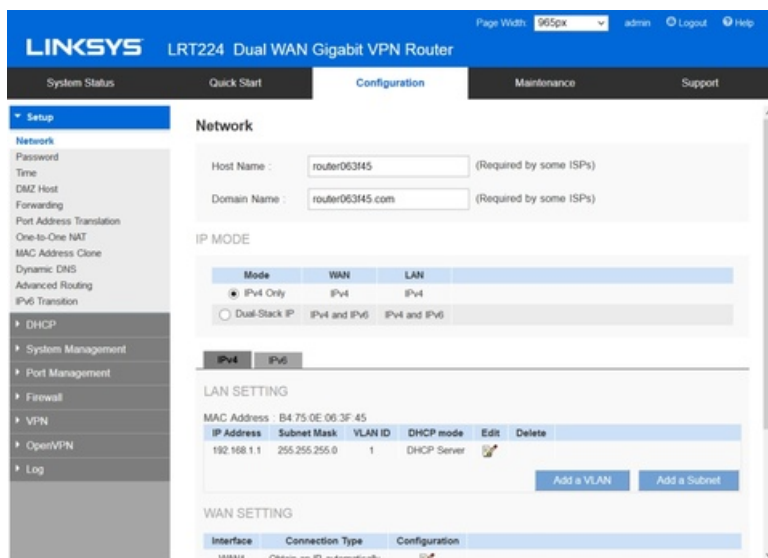 Page Width: 965px admin Logout Help
LINKSYS LRT224 Dual WAN Gigabit VPN Router
System Status Quick Start Configuration Maintenance Support
Setup
Network
Password
Time
DMZ Host
Forwarding
Port Address Translation
One-to-One NAT
MAC Address Clone
Dynamic DNS
Advanced Routing
IPv6 Transition
DHCP
System Management
Port Management
Firewall
VPN
OpenVPN
Log
Network
Host Name : router063f45 (Required by some ISPs)
Domain Name : router063f45.com (Required by some ISPs)
IP MODE
Mode WAN LAN
IPv4 Only IPv4 IPv4
Dual-Stack IP IPv4 and IPv6 IPv4 and IPv6
IPv4 IPv6
LAN SETTING
MAC Address : B4:75:0E:06:3F:45
IP Address Subnet Mask VLAN ID DHCP mode Edit Delete
192.168.1.1 255.255.255.0 1 DHCP Server
Add a VLAN Add a Subnet
WAN SETTING
Interface Connection Type Configuration
WAN1 Obtain an IP automatically